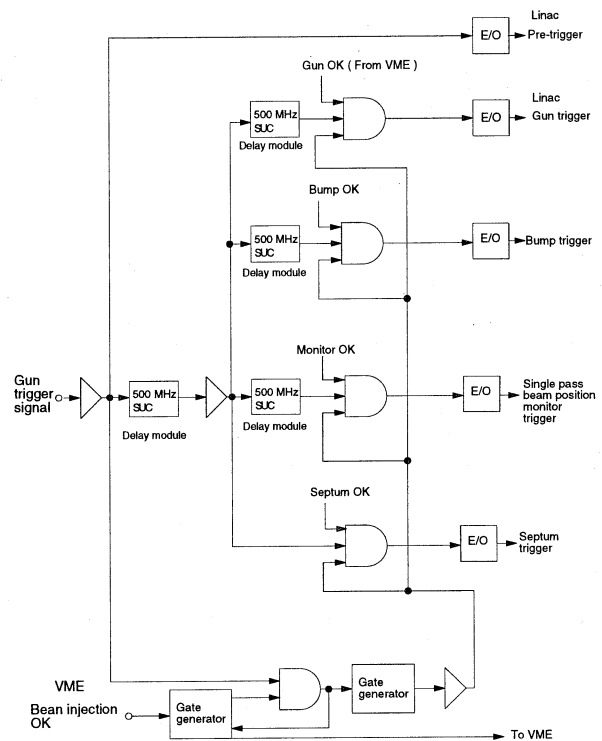 Linac
E/O
Pre-trigger
Gun OK ( From VME )
Linac
500 MHz
SUC
E/O
Gun trigger
Delay module
Bump OK
500 MHz
SUC
E/O
Bump trigger
Delay module
Monitor OK
Gun
trigger
signal
500 MHz
SUC
Delay module
500 MHz
SUC
Delay module
E/O
Single pass
beam position
monitor
trigger
Septum OK
E/O
Septum
trigger
VME
Bean injection
OK
Gate
generator
Gate
generator
To VME